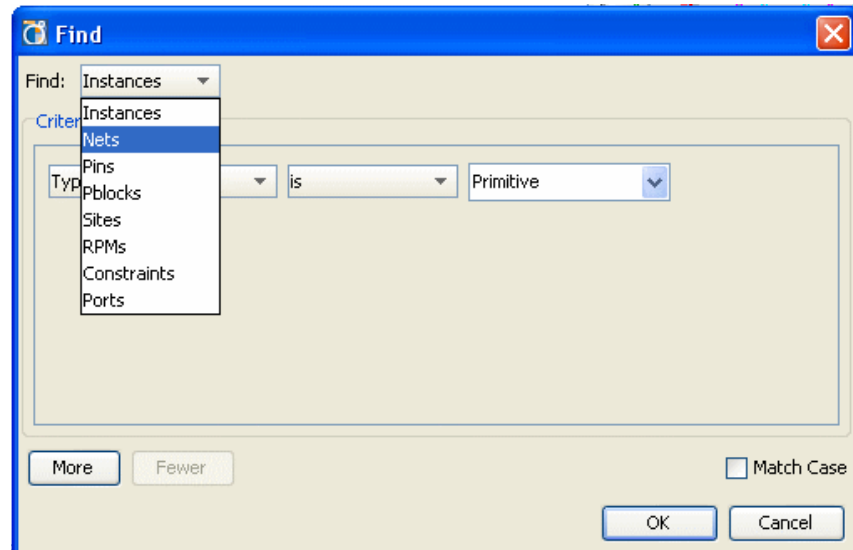 Find
Find: Instances
Instances
Criter
Nets
Pins
Typ is Primitive
Pblocks
Sites
RPMs
Constraints
Ports
More Fewer Match Case
OK Cancel